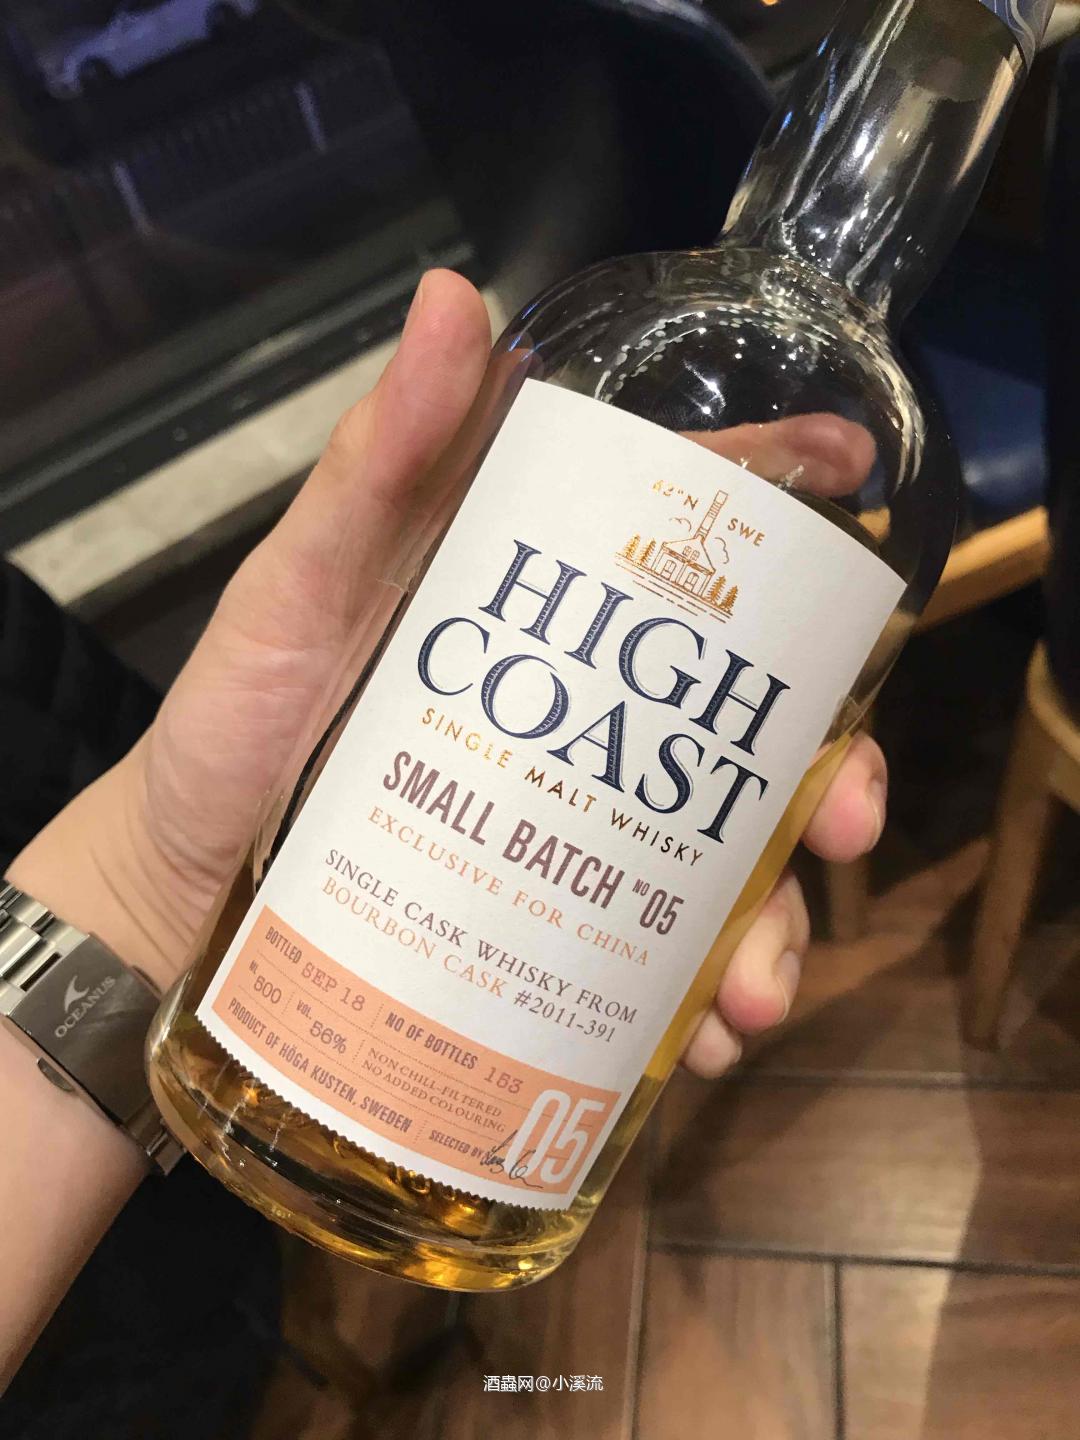 62°N SWE
HIGH
COAST
SINGLE MALT WHISKY
SMALL BATCH NO 05
EXCLUSIVE FOR CHINA
SINGLE CASK WHISKY FROM
BOURBON CASK #2011-391
BOTTLED SEP 18 NO OF BOTTLES 153
ML 500 VOL. 56% NON CHILL-FILTERED
NO ADDED COLOURING
PRODUCT OF HÖGA KUSTEN, SWEDEN SELECTED BY
05
OCEANUS
酒蟲网@小溪流